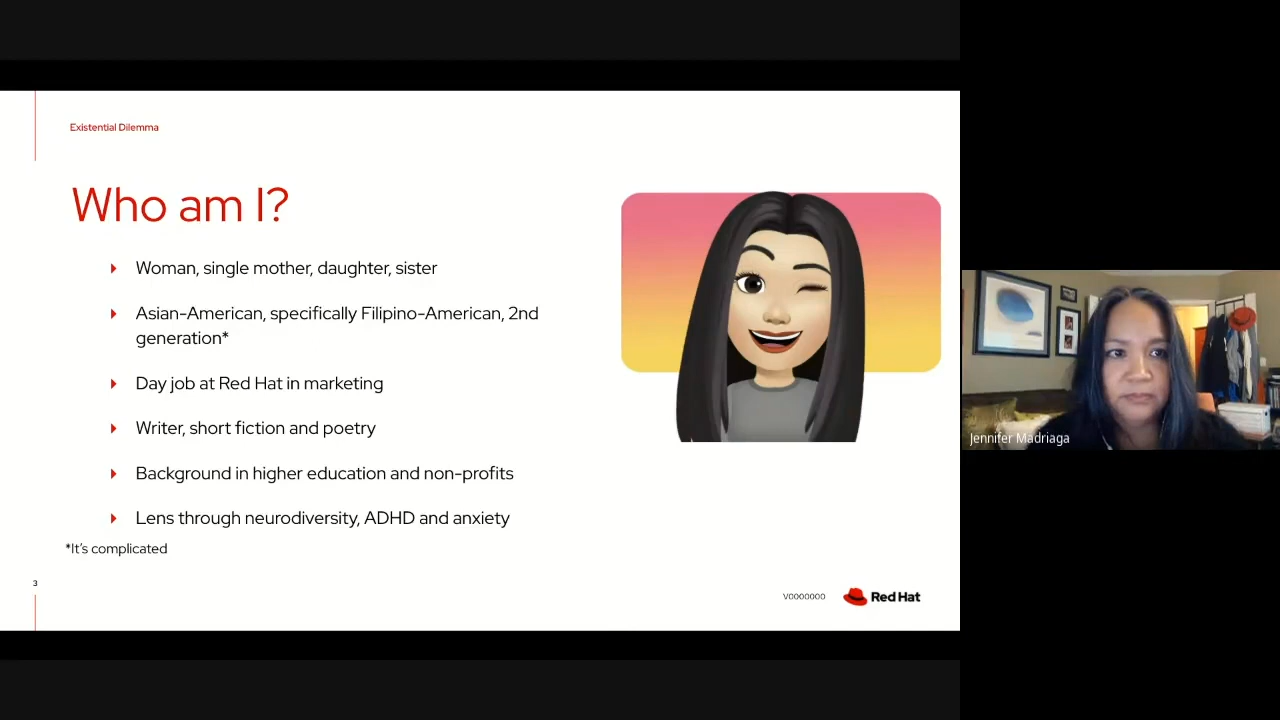 Existential Dilemma
Who am I?
Woman, single mother, daughter, sister
Asian-American, specifically Filipino-American, 2nd
generation*
Day job at Red Hat in marketing
Writer, short fiction and poetry
Background in higher education and non-profits
Lens through neurodiversity, ADHD and anxiety
*It's complicated
3
V0000000
Red Hat
Jennifer Madriaga